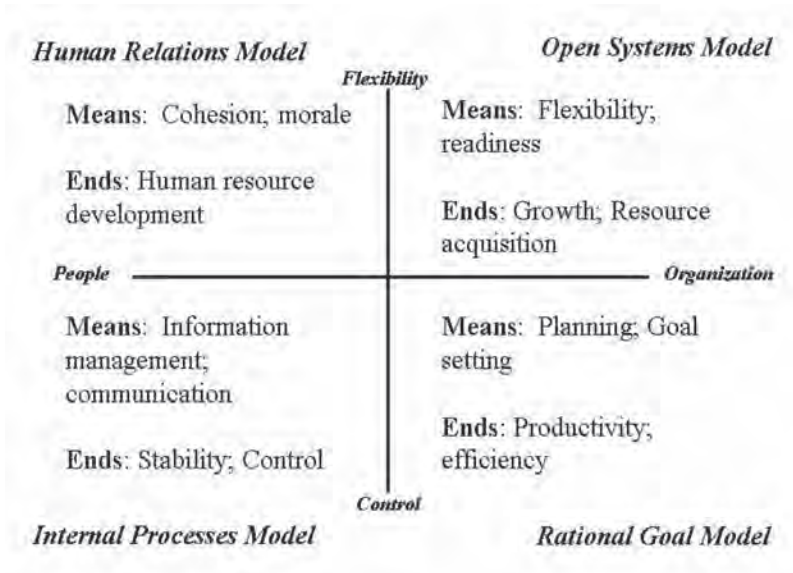 Human Relations Model
Open Systems Model
Flexibility
Means: Cohesion; morale
Ends: Human resource
development
Means: Flexibility;
readiness
Ends: Growth; Resource
acquisition
People
Organization
Means: Information
management;
communication
Ends: Stability; Control
Means: Planning; Goal
setting
Ends: Productivity;
efficiency
Control
Internal Processes Model
Rational Goal Model